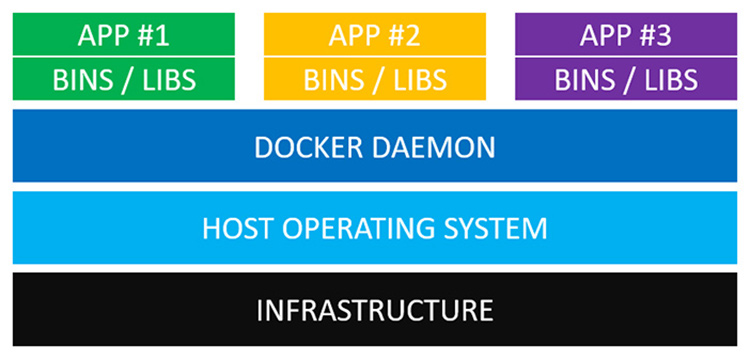 APP #1
APP #2
APP #3
BINS / LIBS
BINS / LIBS
BINS / LIBS
DOCKER DAEMON
HOST OPERATING SYSTEM
INFRASTRUCTURE